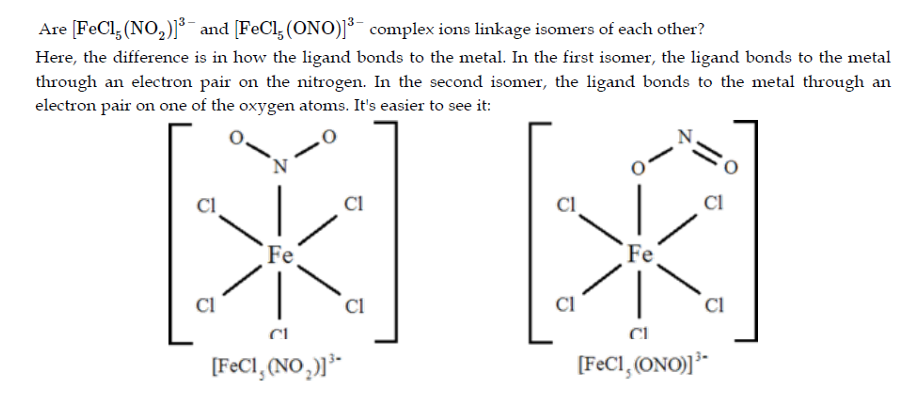 Are [FeCl₅(NO₂)]³⁻ and [FeCl₅(ONO)]³⁻ complex ions linkage isomers of each other?
Here, the difference is in how the ligand bonds to the metal. In the first isomer, the ligand bonds to the metal
through an electron pair on the nitrogen. In the second isomer, the ligand bonds to the metal through an
electron pair on one of the oxygen atoms. It's easier to see it:
O O
N
Cl Cl
Fe
Cl Cl
Cl
[FeCl₅(NO₂)]³⁻
N
O O
Cl Cl
Fe
Cl Cl
Cl
[FeCl₅(ONO)]³⁻